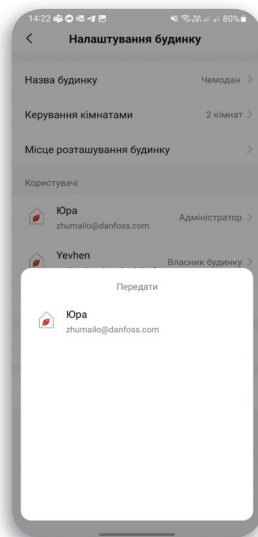 14:22
80%
Налаштування будинку
Назва будинку
Чемодан
Керування кімнатами
2 кімнат
Місце розташування будинку
Користувачі
Юра
zhumailo@danfoss.com
Адміністратор
Yevhen
Власник будинку
Передати
Юра
zhumailo@danfoss.com